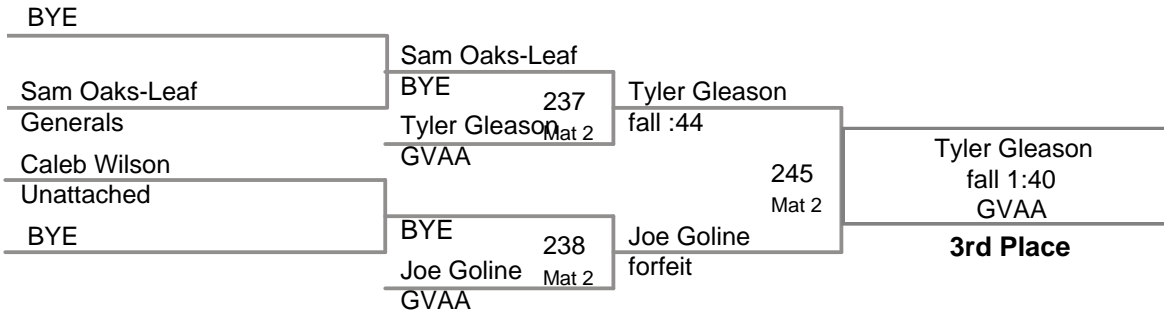 BYE
Sam Oaks-Leaf
Generals
Caleb Wilson
Unattached
BYE
Sam Oaks-Leaf
BYE
237
Mat 2
Tyler Gleason
GVAA
BYE
238
Mat 2
Joe Goline
GVAA
Tyler Gleason
fall :44
245
Mat 2
Joe Goline
forfeit
Tyler Gleason
fall 1:40
GVAA
3rd Place